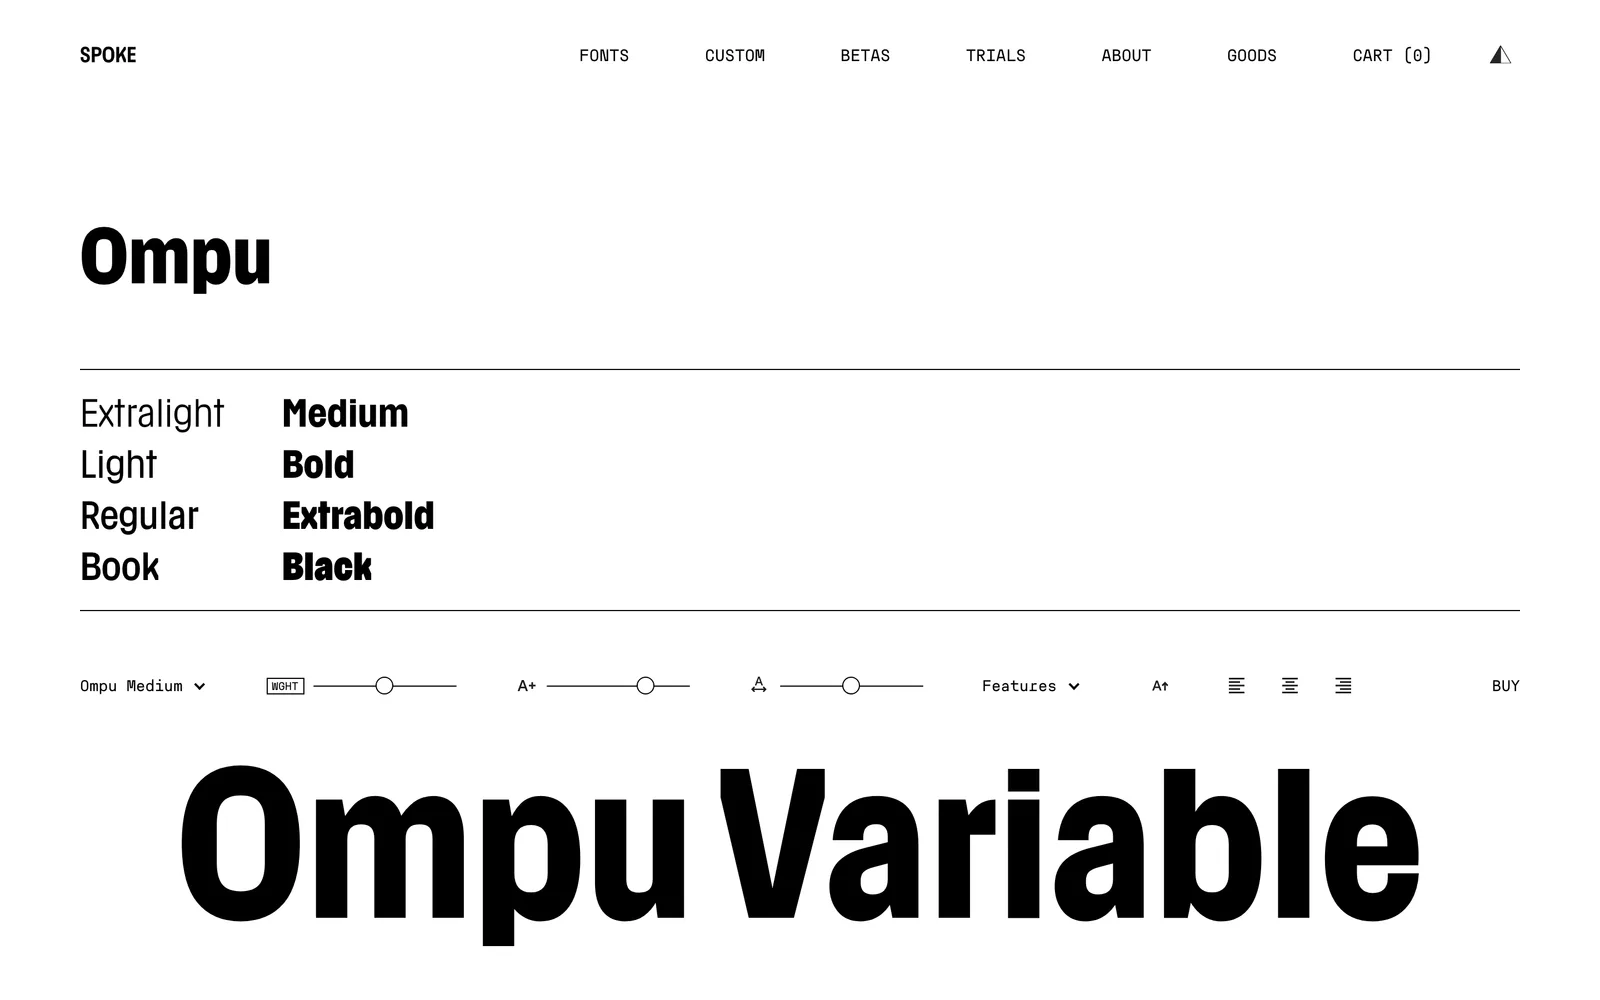 SPOKE FONTS CUSTOM BETAS TRIALS ABOUT GOODS CART (0)
Ompu
Extralight Medium
Light Bold
Regular Extrabold
Book Black
Ompu Medium WGHT A+ A Features A↑ BUY
Ompu Variable